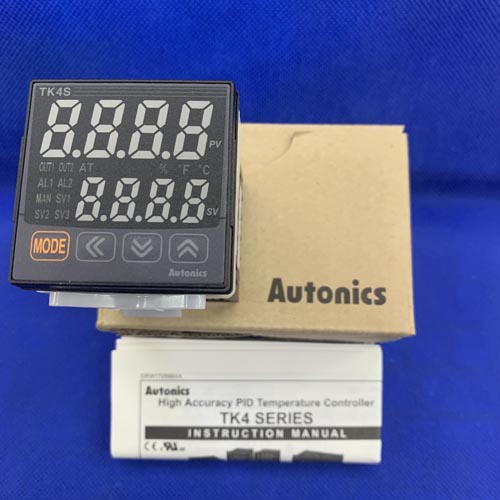 TK4S
8.8.8.8 PV
OUT1 OUT2 AT % °F °C
AL1 AL2
MAN SV1
SV2 SV3
8.8.8.8 SV
MODE
Autonics
Autonics
Autonics
High Accuracy PID Temperature Controller
TK4 SERIES
INSTRUCTION MANUAL